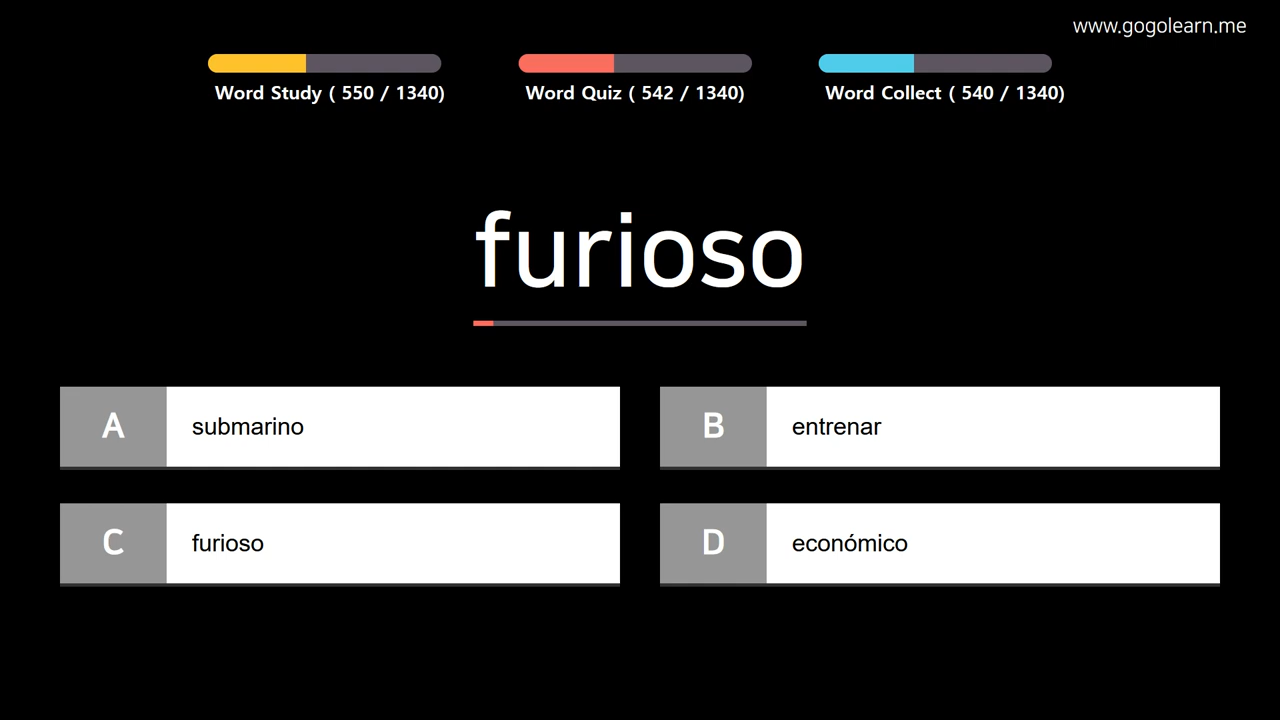 www.gogolearn.me
Word Study ( 550 / 1340)
Word Quiz ( 542 / 1340)
Word Collect ( 540 / 1340)
furioso
A submarino
B entrenar
C furioso
D económico